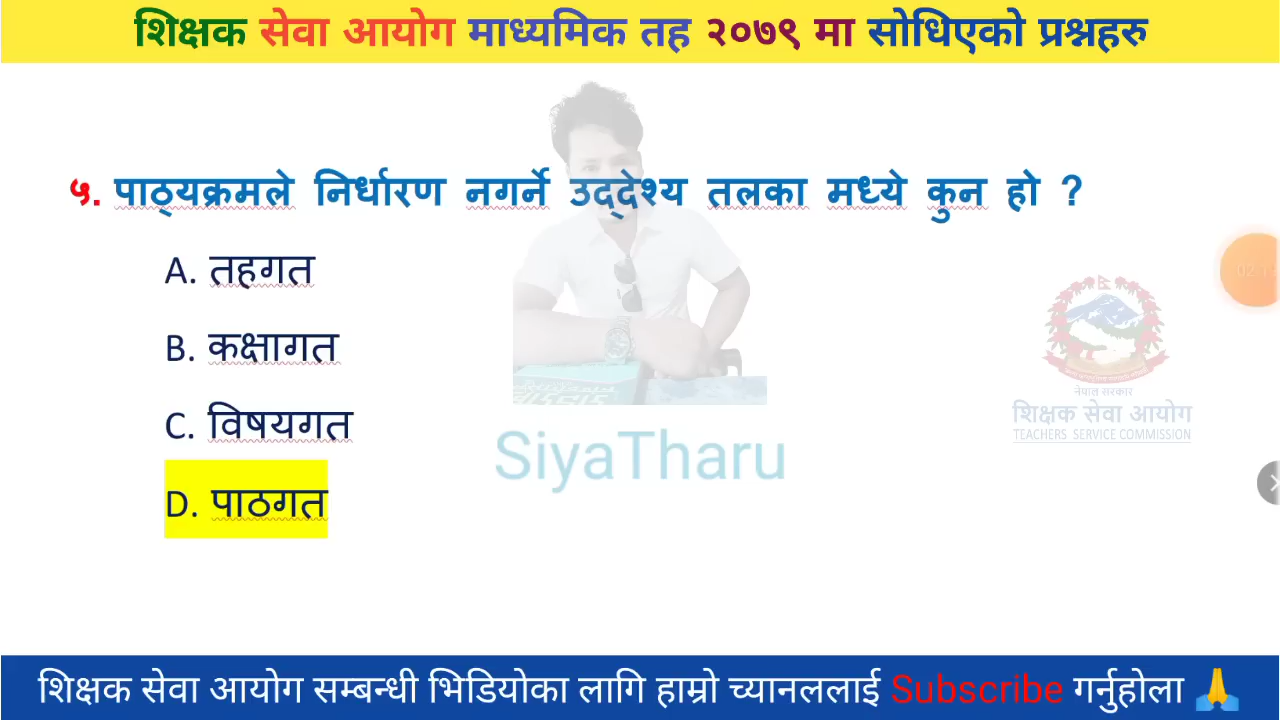 शिक्षक सेवा आयोग माध्यमिक तह २०७९ मा सोधिएको प्रश्नहरु
५. पाठ्यक्रमले निर्धारण नगर्ने उद्देश्य तलका मध्ये कुन हो ?
A. तहगत
B. कक्षागत
C. विषयगत
D. पाठगत
नेपाल सरकार
शिक्षक सेवा आयोग
TEACHERS SERVICE COMMISSION
SiyaTharu
शिक्षक सेवा आयोग सम्बन्धी भिडियोका लागि हाम्रो च्यानललाई Subscribe गर्नुहोला 🙏